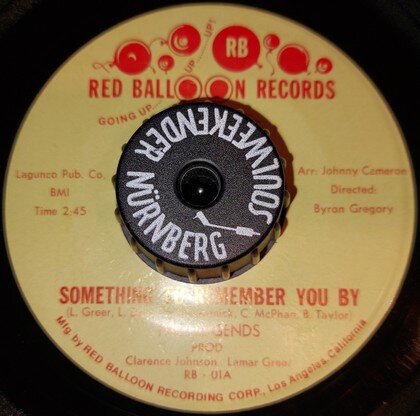 GOING UP.......UP.......UP!
RB
RED BALLOON RECORDS
Lagunco Pub. Co.
BMI
Time 2:45
Arr: Johnny Cameron
Directed:
Byron Gregory
SOULWEEKENDER
NÜRNBERG
SOMETHING MEMBER YOU BY
(L. Greer, L. C. McPhan, B. Taylor)
SENDS
PROD
Clarence Johnson - Lamar Greer
RB - 01A
Mfg by RED BALLOON RECORDING CORP., Los Angeles, California